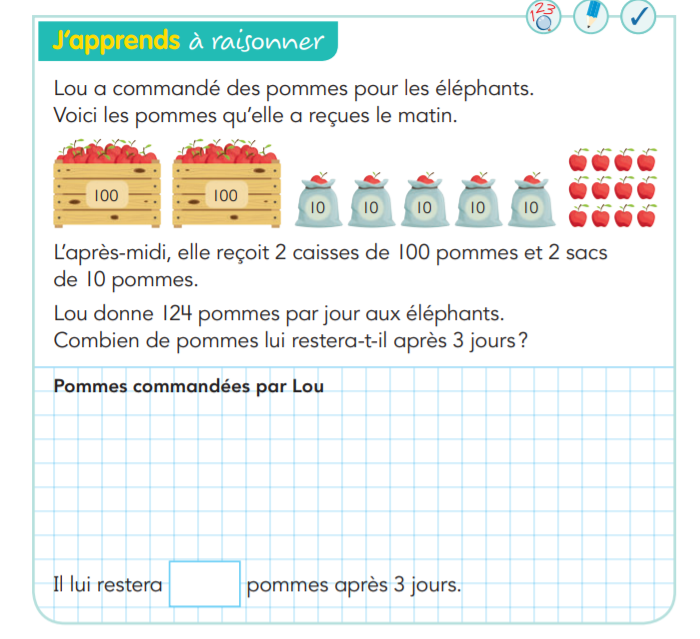 123
J'apprends à raisonner
Lou a commandé des pommes pour les éléphants.
Voici les pommes qu'elle a reçues le matin.
100 100 10 10 10 10 10
L'après-midi, elle reçoit 2 caisses de 100 pommes et 2 sacs
de 10 pommes.
Lou donne 124 pommes par jour aux éléphants.
Combien de pommes lui restera-t-il après 3 jours ?
Pommes commandées par Lou
Il lui restera pommes après 3 jours.